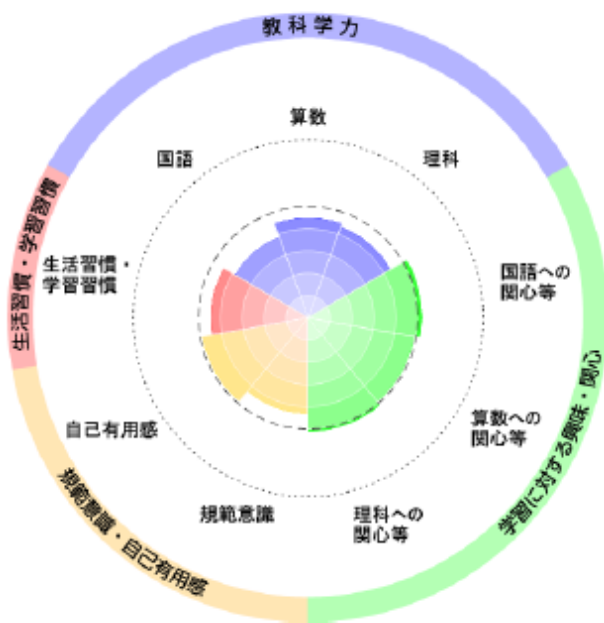 教科学力
算数
国語
理科
生活習慣・学習習慣
生活習慣・
学習習慣
国語への
関心等
自己有用感
算数への
関心等
規範意識
理科への
関心等
学習に対する興味・関心
規範意識・自己有用感